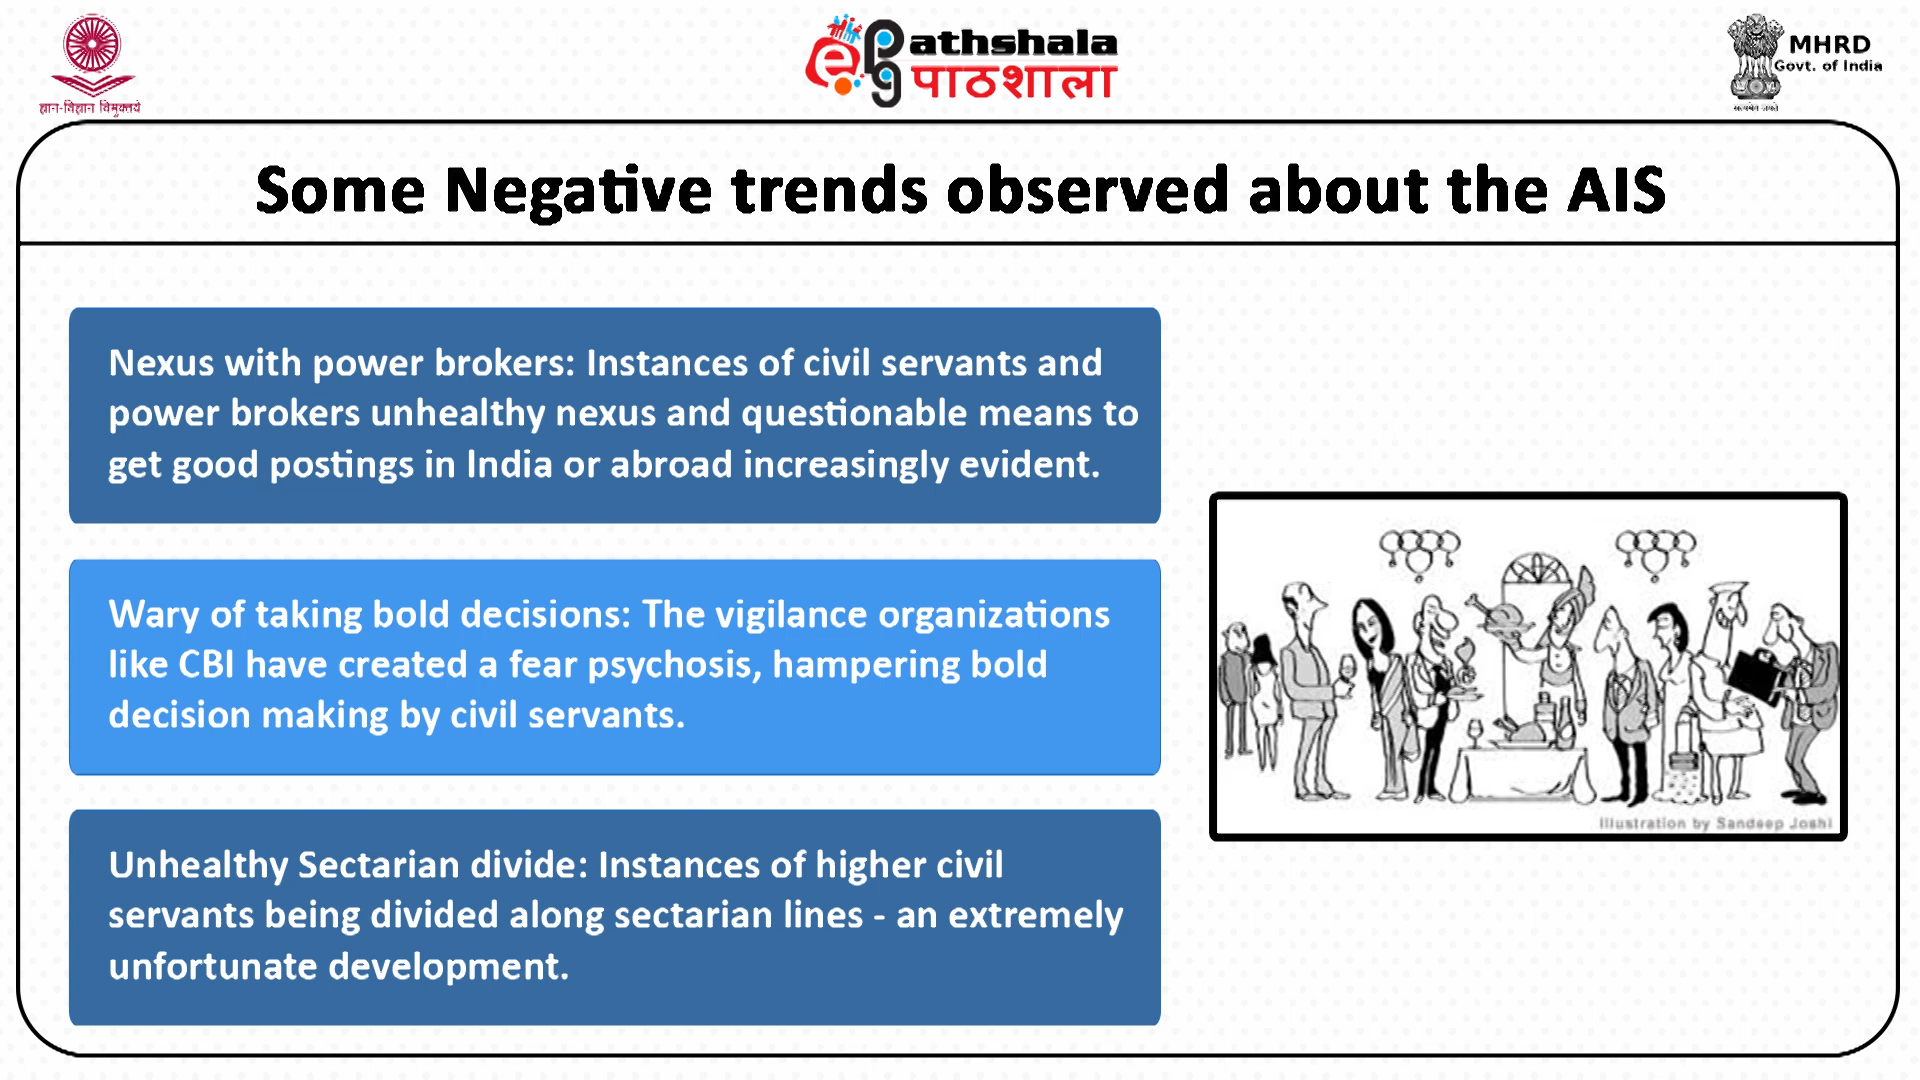 ज्ञान-विज्ञान विमुक्तये
athshala
पाठशाला
MHRD
Govt. of India
सत्यमेव जयते
Some Negative trends observed about the AIS
Nexus with power brokers: Instances of civil servants and
power brokers unhealthy nexus and questionable means to
get good postings in India or abroad increasingly evident.
Wary of taking bold decisions: The vigilance organizations
like CBI have created a fear psychosis, hampering bold
decision making by civil servants.
Unhealthy Sectarian divide: Instances of higher civil
servants being divided along sectarian lines - an extremely
unfortunate development.
Illustration by Sandeep Joshi